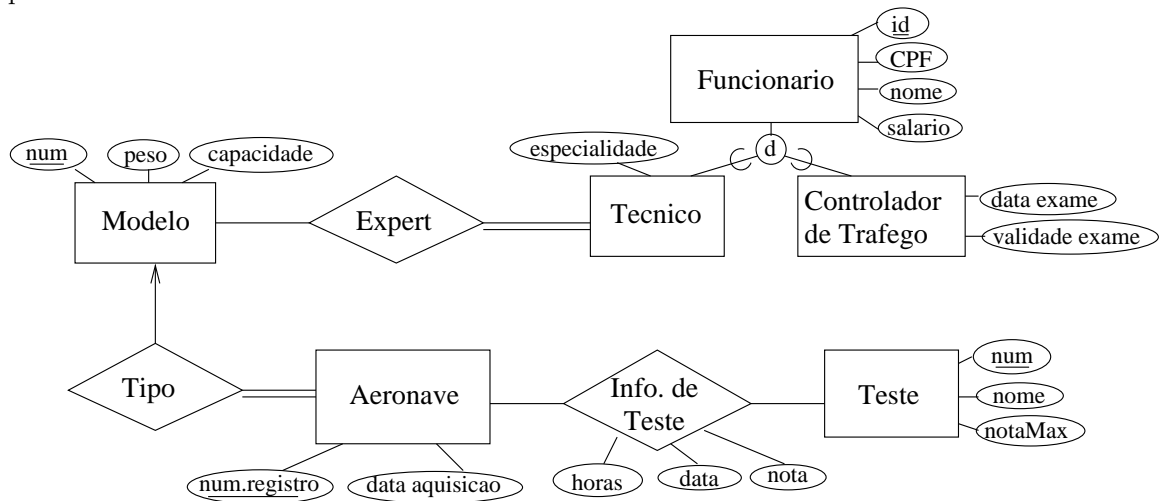 id
CPF
Funcionario
nome
salario
num
peso
capacidade
especialidade
d
Modelo
Expert
Tecnico
Controlador
de Trafego
data exame
validade exame
Tipo
Aeronave
Info. de
Teste
Teste
num
nome
notaMax
num.registro
data aquisicao
horas
data
nota